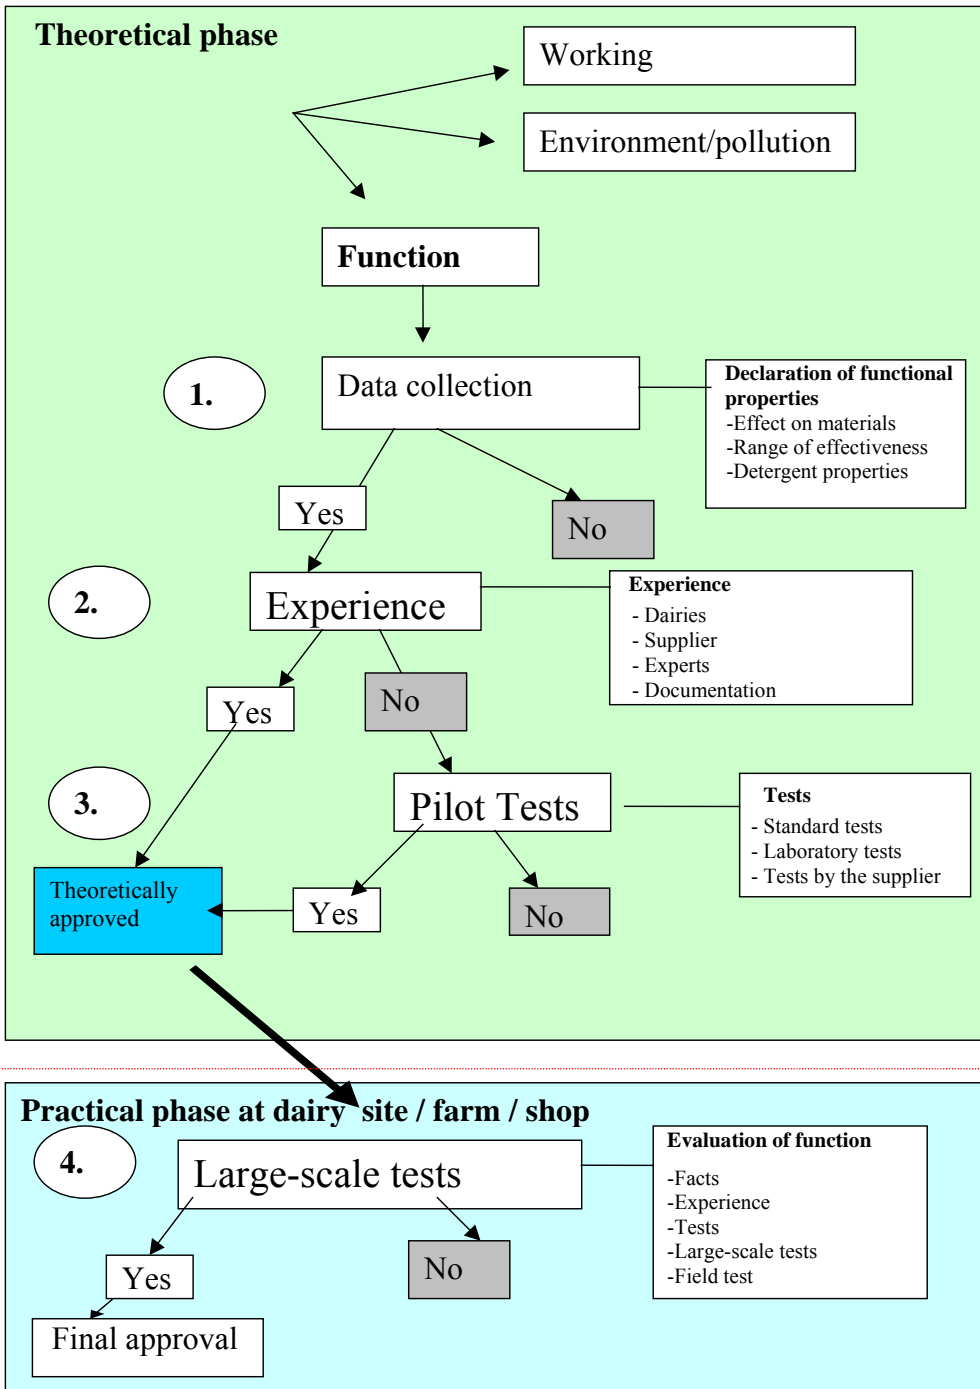 Theoretical phase
Working
Environment/pollution
Function
1.
Data collection
Declaration of functional
properties
-Effect on materials
-Range of effectiveness
-Detergent properties
Yes
No
2.
Experience
Experience
- Dairies
- Supplier
- Experts
- Documentation
Yes
No
3.
Pilot Tests
Tests
- Standard tests
- Laboratory tests
- Tests by the supplier
Theoretically
approved
Yes
No
Practical phase at dairy  site / farm / shop
4.
Large-scale tests
Evaluation of function
-Facts
-Experience
-Tests
-Large-scale tests
-Field test
Yes
No
Final approval